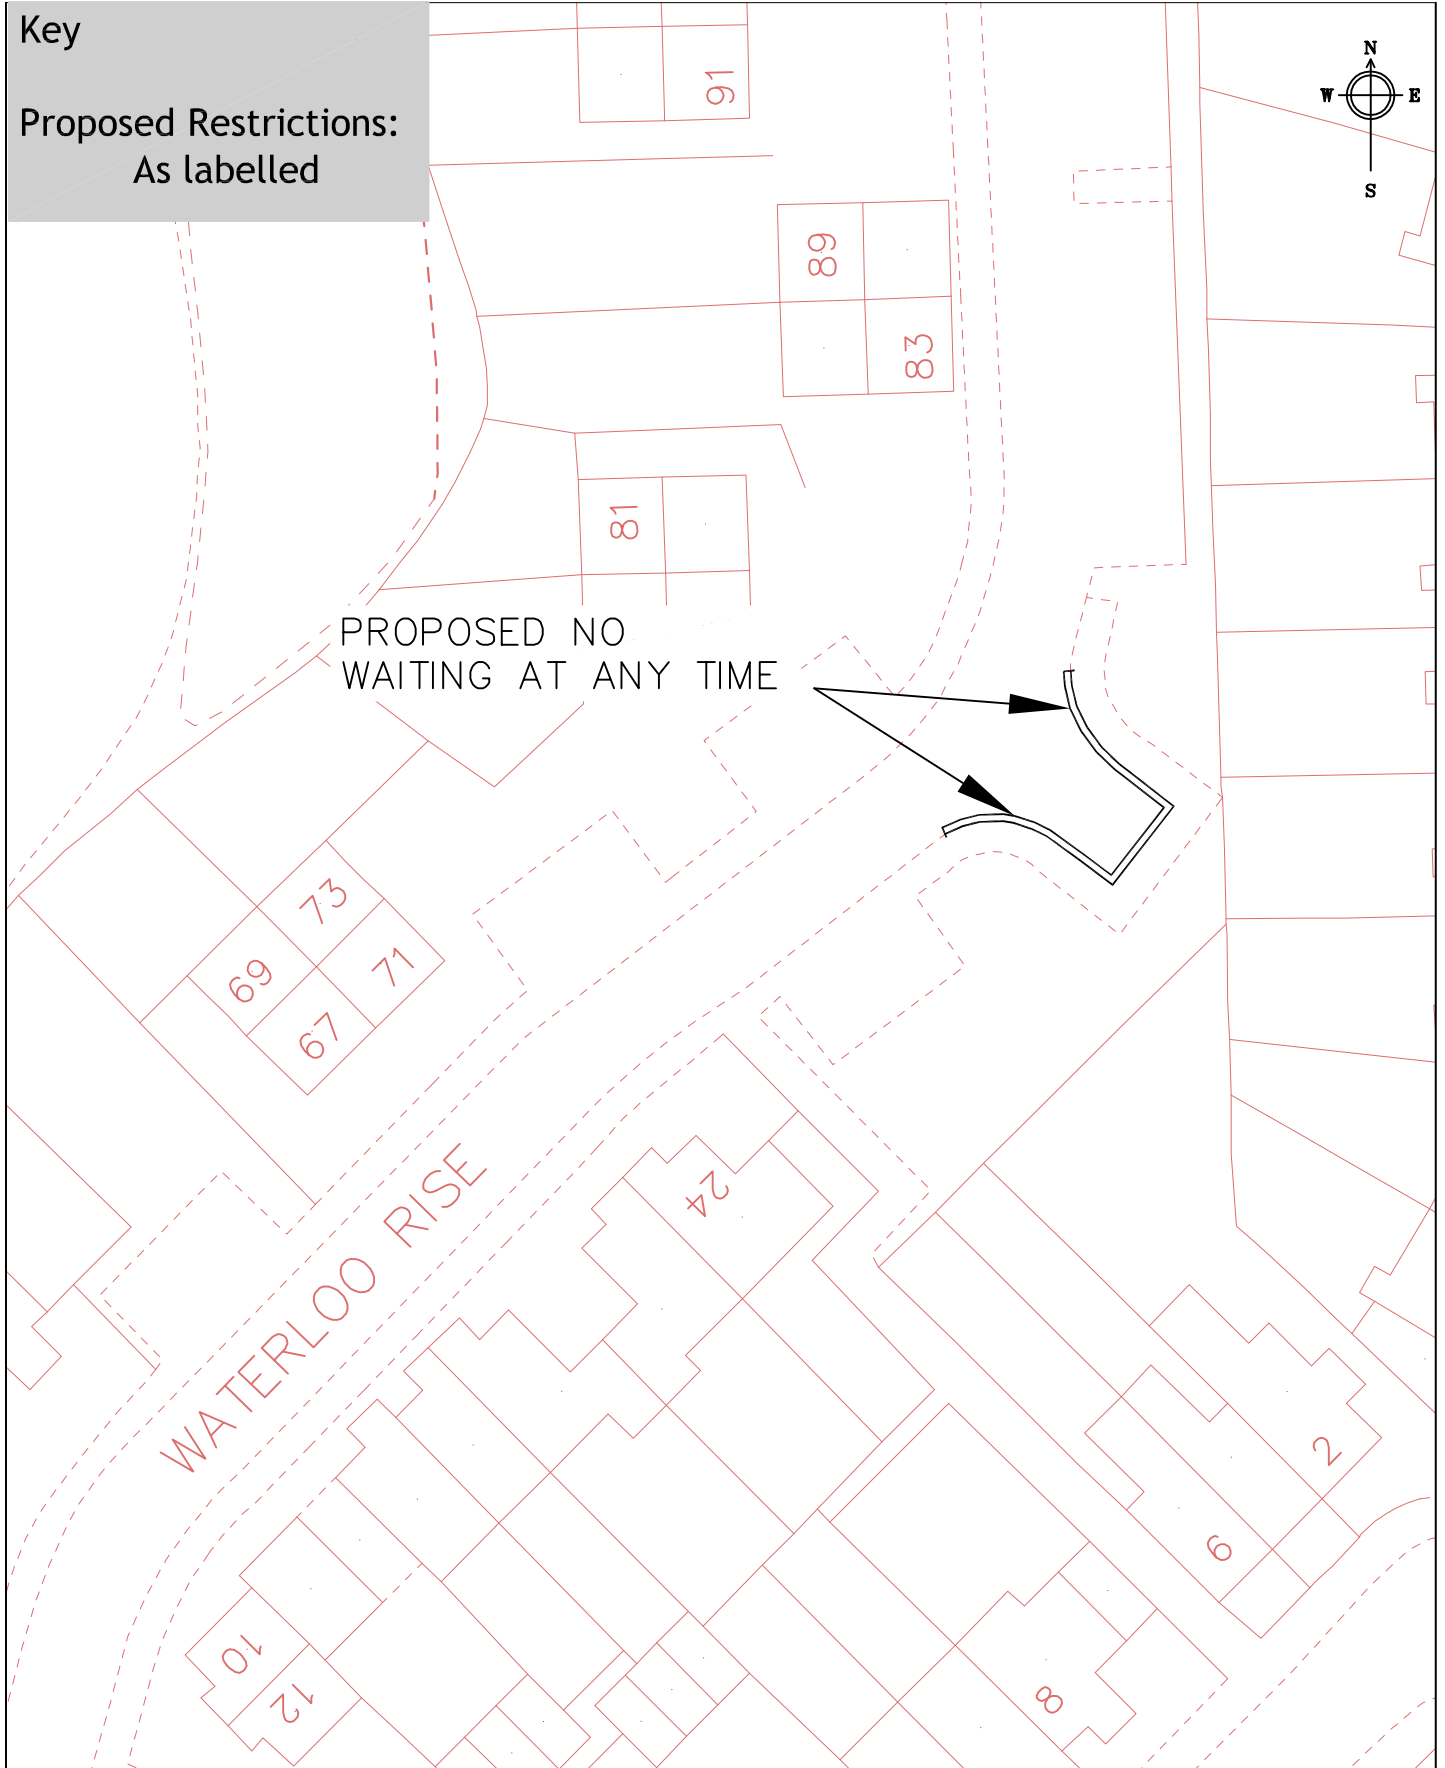 Key
Proposed Restrictions:
As labelled
N
W E
S
91
89
83
81
PROPOSED NO
WAITING AT ANY TIME
73
69
71
67
WATERLOO RISE
24
2
9
10
12
8